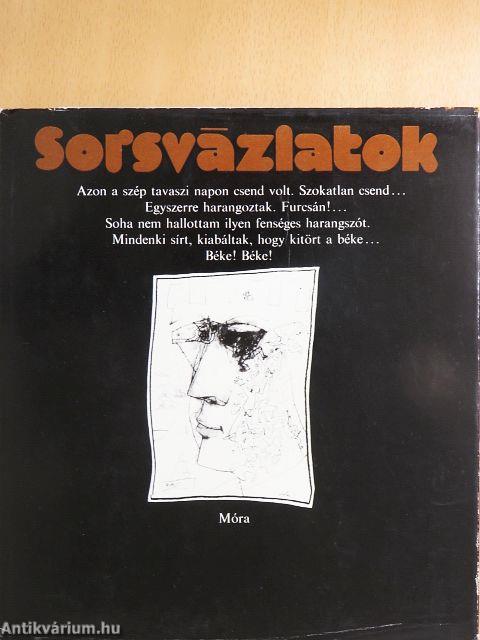 Sorsvázlatok
Azon a szép tavaszi napon csend volt. Szokatlan csend...
Egyszerre harangoztak. Furcsán!...
Soha nem hallottam ilyen fenséges harangszót.
Mindenki sírt, kiabáltak, hogy kitört a béke...
Béke! Béke!
Móra
Antikvárium.hu